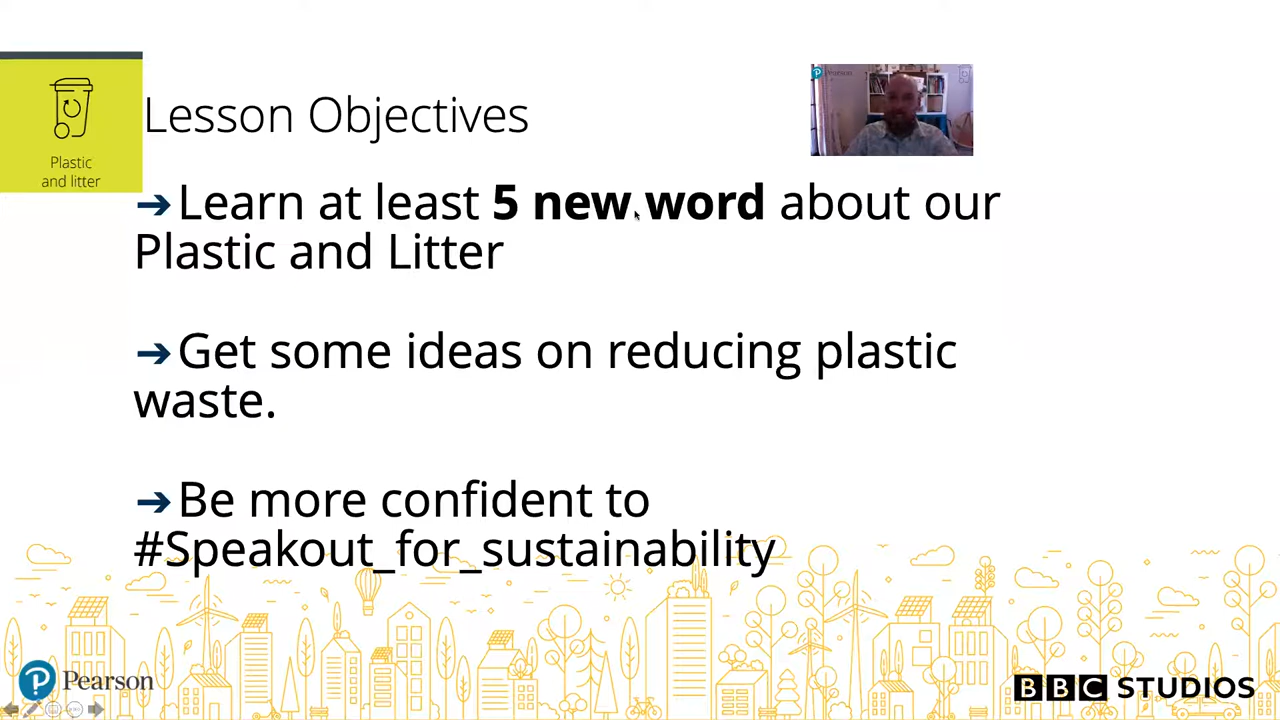 Lesson Objectives
Pearson
Plastic
and litter
➔Learn at least 5 new word about our
Plastic and Litter
➔Get some ideas on reducing plastic
waste.
➔Be more confident to
#Speakout_for_sustainability
Pearson
BBC STUDIOS